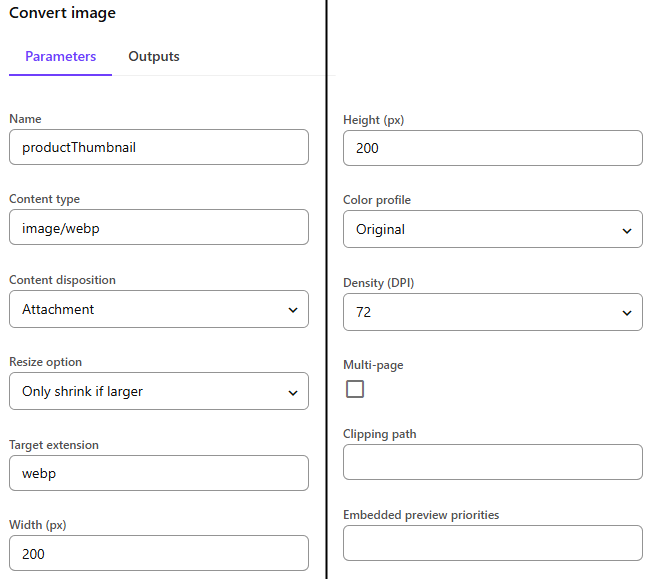 Convert image
Parameters
Outputs
Name
productThumbnail
Content type
image/webp
Content disposition
Attachment
Resize option
Only shrink if larger
Target extension
webp
Width (px)
200
Height (px)
200
Color profile
Original
Density (DPI)
72
Multi-page
Clipping path
Embedded preview priorities